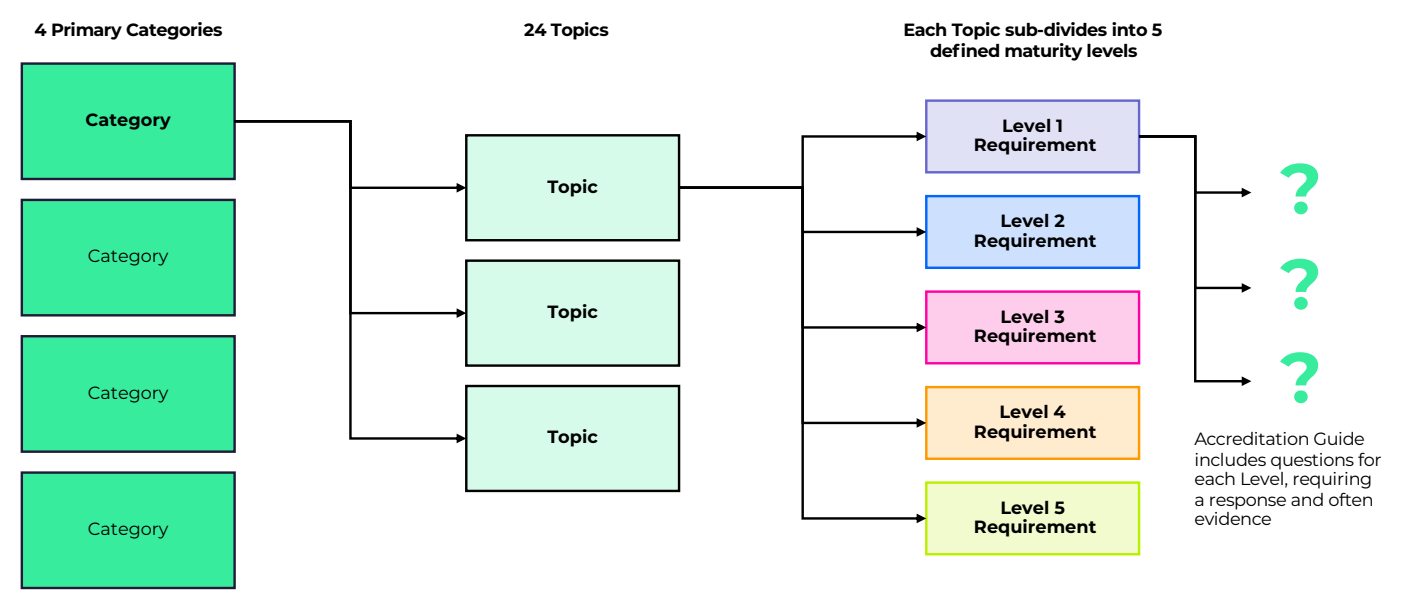 4 Primary Categories
24 Topics
Each Topic sub-divides into 5
defined maturity levels
Category
Category
Category
Category
Topic
Topic
Topic
Level 1
Requirement
Level 2
Requirement
Level 3
Requirement
Level 4
Requirement
Level 5
Requirement
?
?
?
Accreditation Guide
includes questions for
each Level, requiring
a response and often
evidence